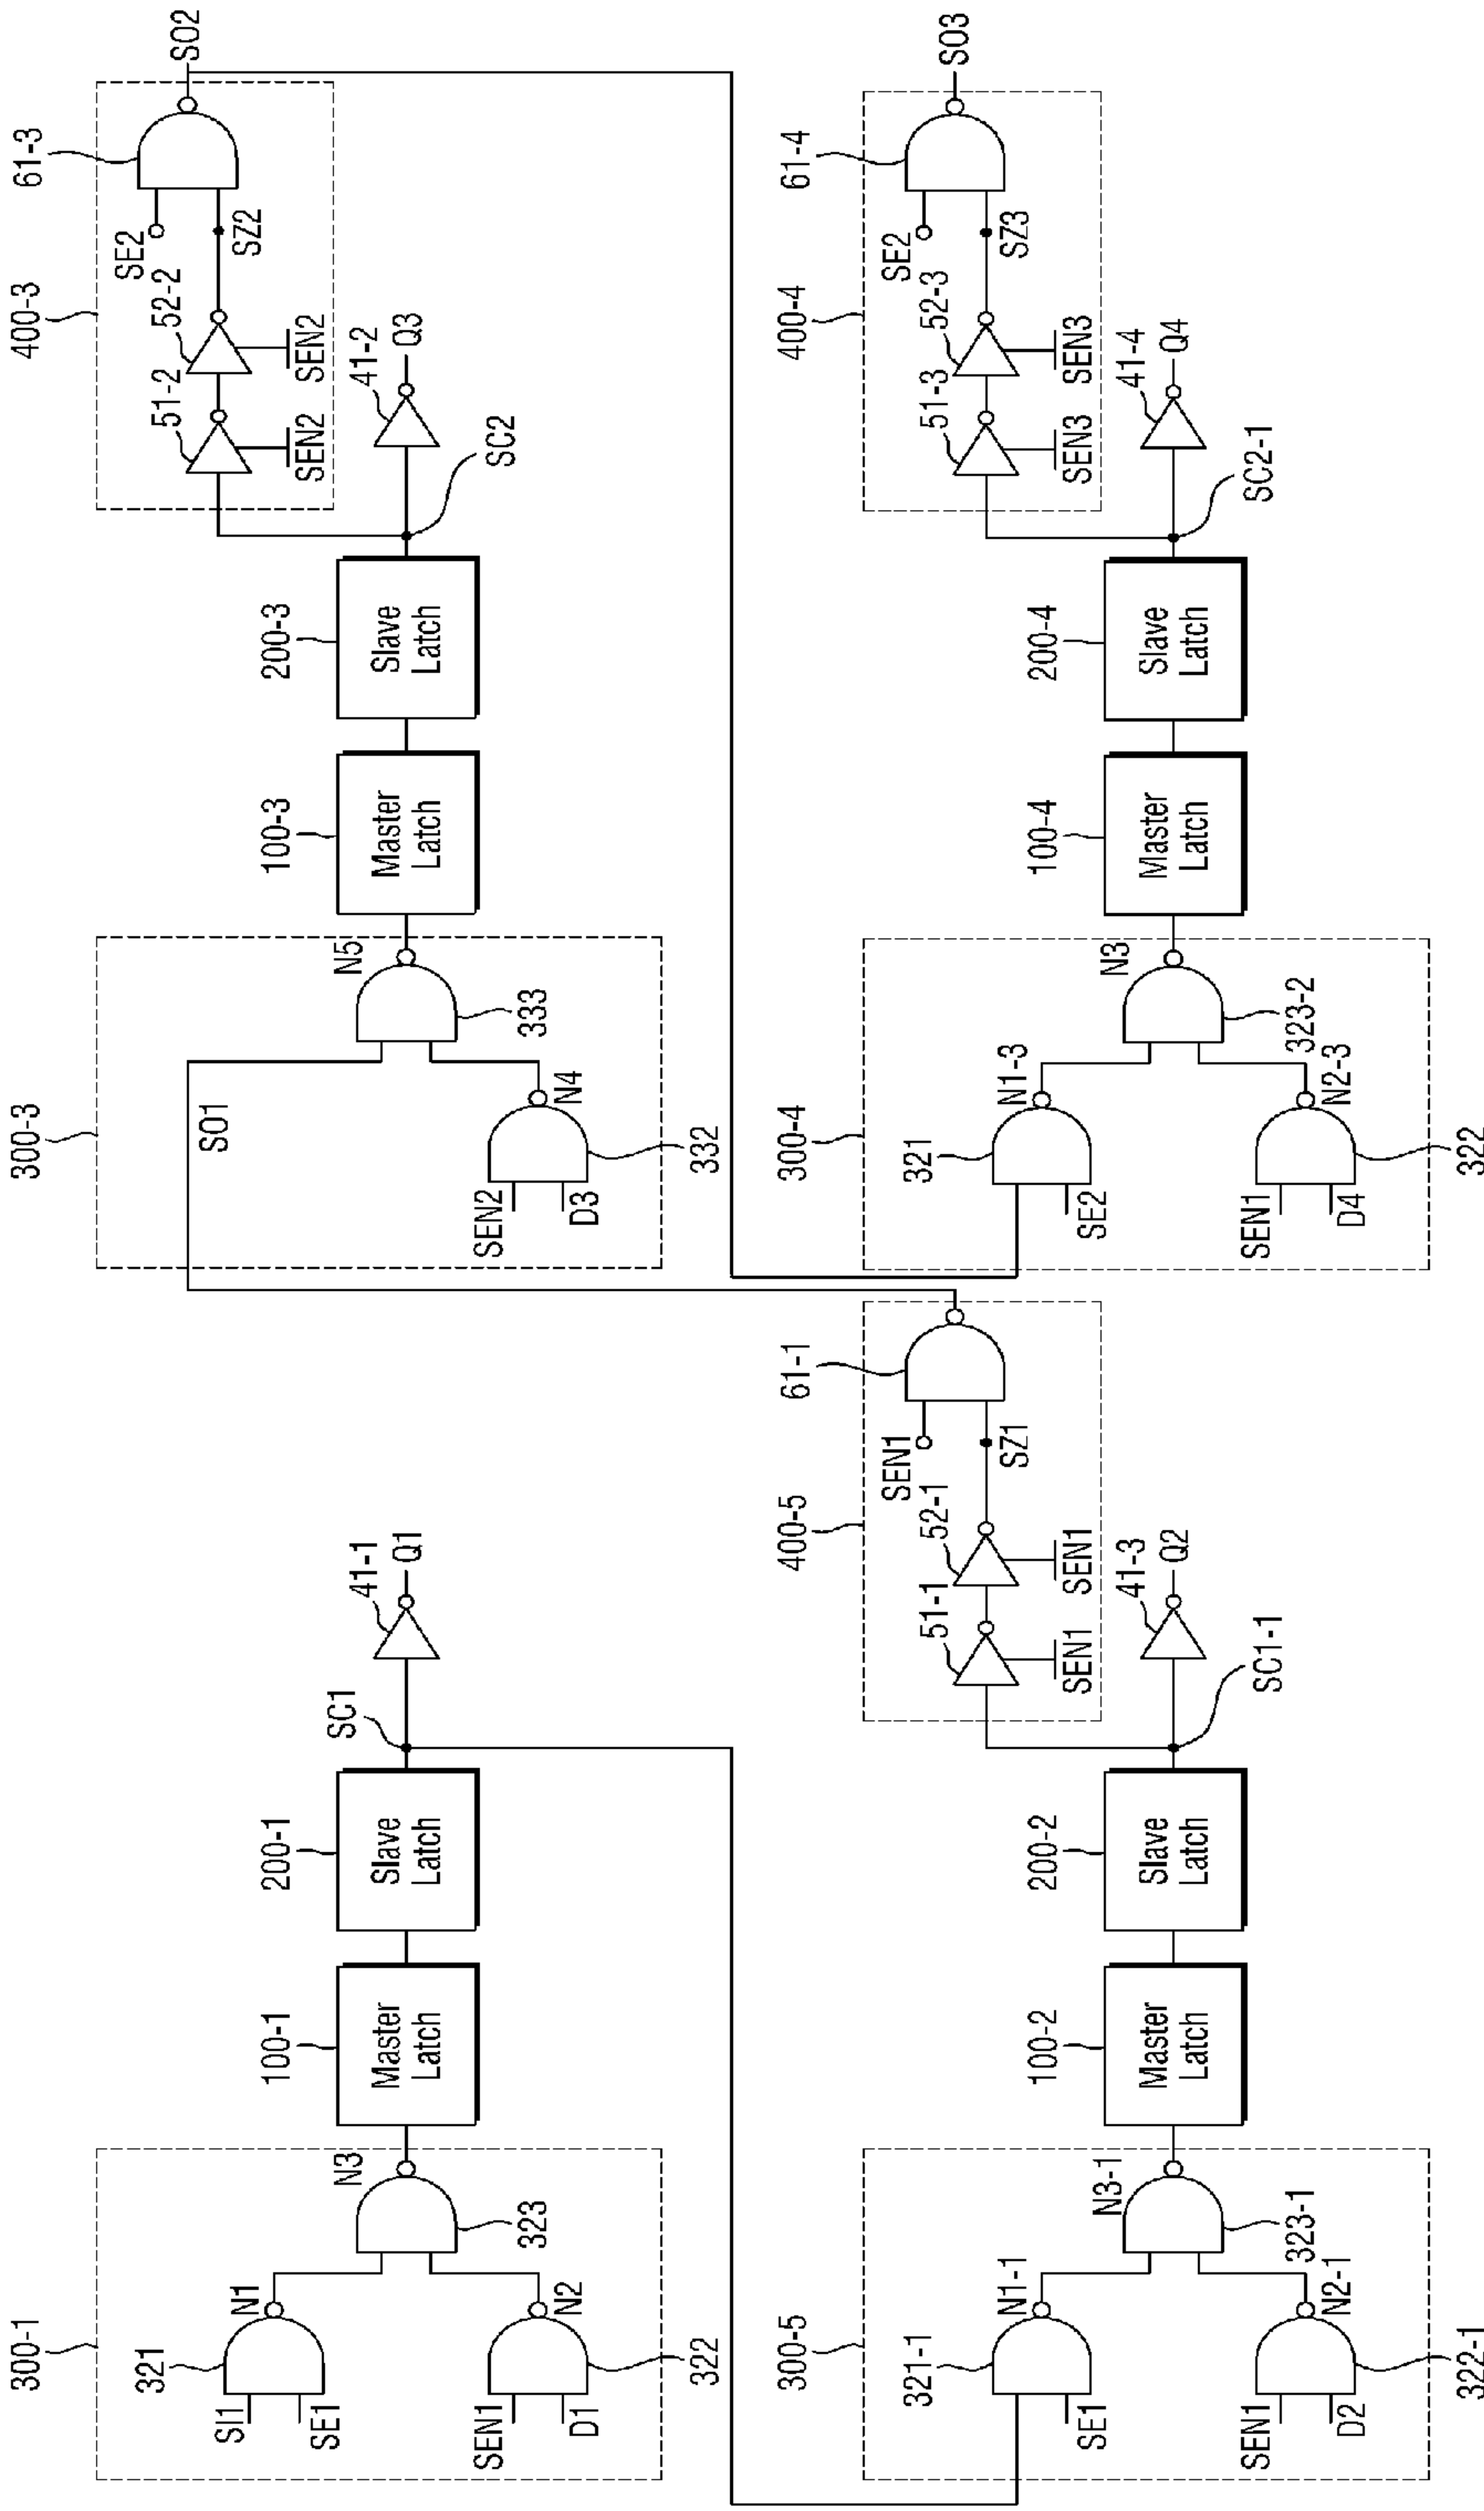 300-1
321
SI1
SE1
N1
SEN1
D1
N2
322
N3
323
100-1
Master
Latch
200-1
Slave
Latch
SC1
41-1
Q1
300-3
SO1
SEN2
D3
N4
332
N5
333
100-3
Master
Latch
200-3
Slave
Latch
SC2
400-3
51-2
SEN2
52-2
SEN2
SE2
SZ2
61-3
SO2
41-2
Q3
300-5
321-1
SE1
N1-1
SEN1
D2
N2-1
322-1
N3-1
323-1
100-2
Master
Latch
200-2
Slave
Latch
SC1-1
400-5
51-1
SEN1
52-1
SEN1
SEN1
SZ1
61-1
41-3
Q2
300-4
321
SE2
N1-3
SEN1
D4
N2-3
322
N3
323-2
100-4
Master
Latch
200-4
Slave
Latch
SC2-1
400-4
51-3
SEN3
52-3
SEN3
SE2
SZ3
61-4
SO3
41-4
Q4